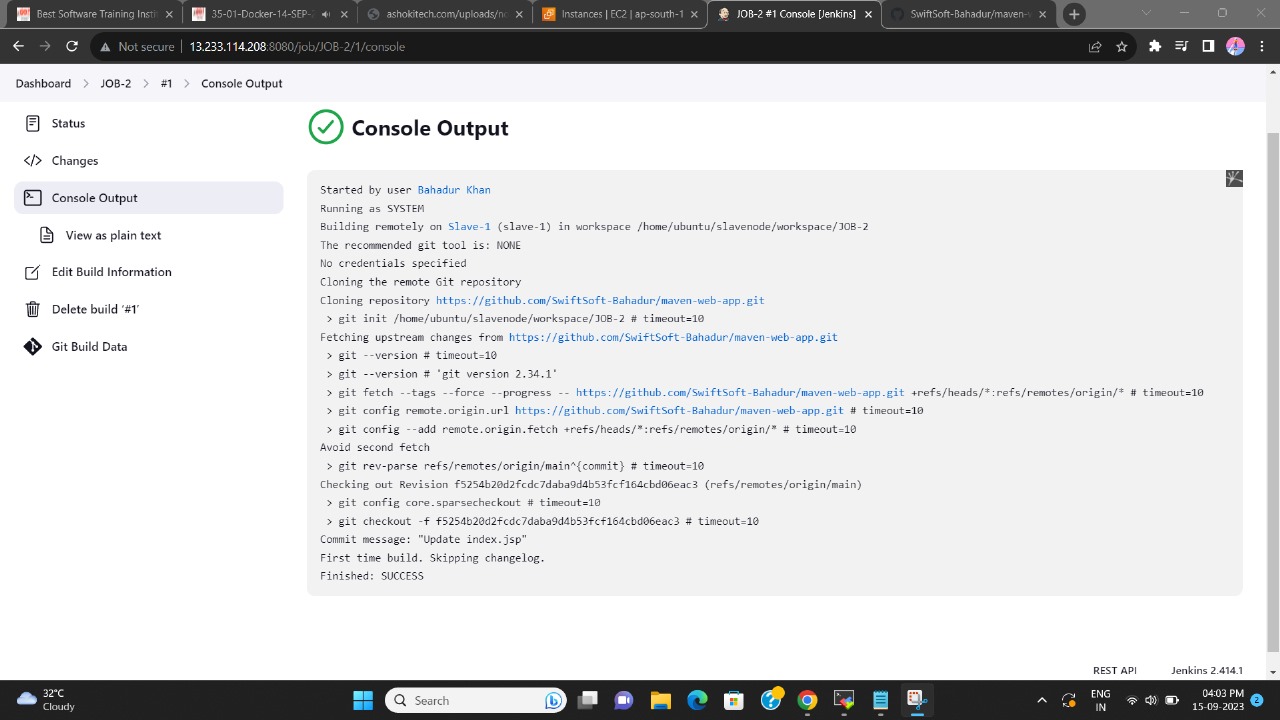 Best Software Training Insti
35-01-Docker-14-SEP-2
ashokitech.com/uploads/no
Instances | EC2 | ap-south-1
JOB-2 #1 Console [Jenkins]
SwiftSoft-Bahadur/maven-w
Not secure
13.233.114.208:8080/job/JOB-2/1/console
Dashboard > JOB-2 > #1 > Console Output
Status
Changes
Console Output
View as plain text
Edit Build Information
Delete build ‘#1’
Git Build Data
Console Output
Started by user Bahadur Khan
Running as SYSTEM
Building remotely on Slave-1 (slave-1) in workspace /home/ubuntu/slavenode/workspace/JOB-2
The recommended git tool is: NONE
No credentials specified
Cloning the remote Git repository
Cloning repository https://github.com/SwiftSoft-Bahadur/maven-web-app.git
> git init /home/ubuntu/slavenode/workspace/JOB-2 # timeout=10
Fetching upstream changes from https://github.com/SwiftSoft-Bahadur/maven-web-app.git
> git --version # timeout=10
> git --version # 'git version 2.34.1'
> git fetch --tags --force --progress -- https://github.com/SwiftSoft-Bahadur/maven-web-app.git +refs/heads/*:refs/remotes/origin/* # timeout=10
> git config remote.origin.url https://github.com/SwiftSoft-Bahadur/maven-web-app.git # timeout=10
> git config --add remote.origin.fetch +refs/heads/*:refs/remotes/origin/* # timeout=10
Avoid second fetch
> git rev-parse refs/remotes/origin/main^{commit} # timeout=10
Checking out Revision f5254b20d2fcdc7daba9d4b53fcf164cbd06eac3 (refs/remotes/origin/main)
> git config core.sparsecheckout # timeout=10
> git checkout -f f5254b20d2fcdc7daba9d4b53fcf164cbd06eac3 # timeout=10
Commit message: "Update index.jsp"
First time build. Skipping changelog.
Finished: SUCCESS
REST API
Jenkins 2.414.1
32°C
Cloudy
Search
ENG
IN
04:03 PM
15-09-2023
2